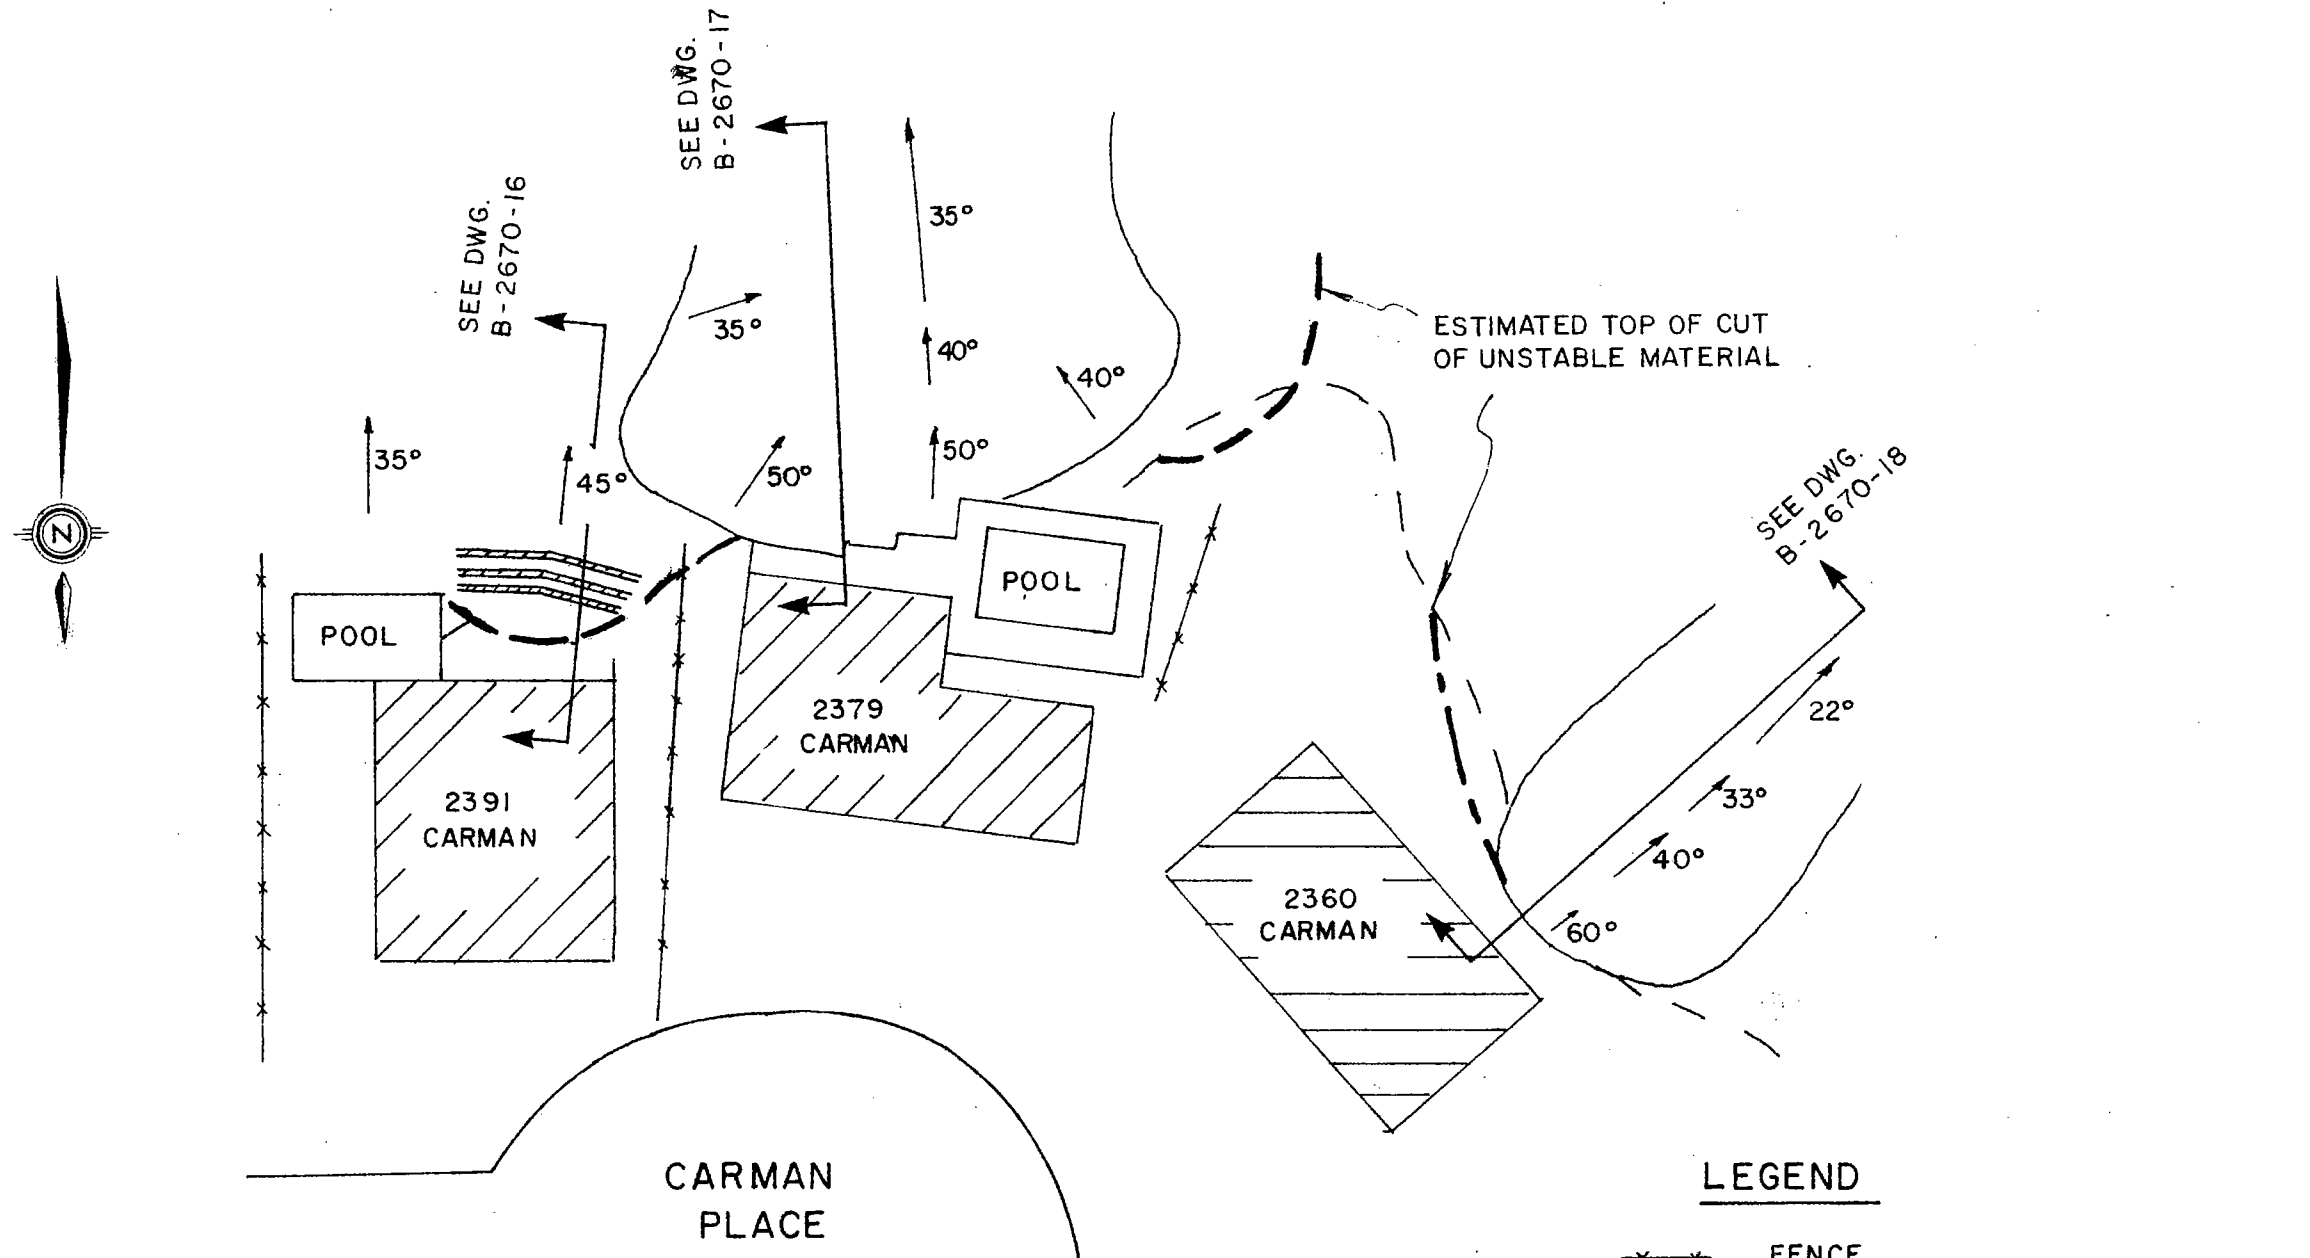 SEE DWG.
B-2670-17
SEE DWG.
B-2670-16
35°
35°
40°
40°
ESTIMATED TOP OF CUT
OF UNSTABLE MATERIAL
35°
45°
50°
50°
SEE DWG.
B-2670-18
N
POOL
POOL
2379
CARMAN
22°
2391
CARMAN
33°
40°
2360
CARMAN
60°
CARMAN
PLACE
LEGEND
FENCE